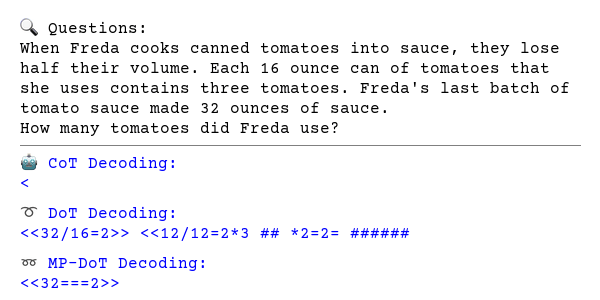 🔍 Questions:
When Freda cooks canned tomatoes into sauce, they lose
half their volume. Each 16 ounce can of tomatoes that
she uses contains three tomatoes. Freda's last batch of
tomato sauce made 32 ounces of sauce.
How many tomatoes did Freda use?
🤖 CoT Decoding:
<
➰ DoT Decoding:
<<32/16=2>> <<12/12=2*3 ## *2=2= ######
➿ MP-DoT Decoding:
<<32===2>>